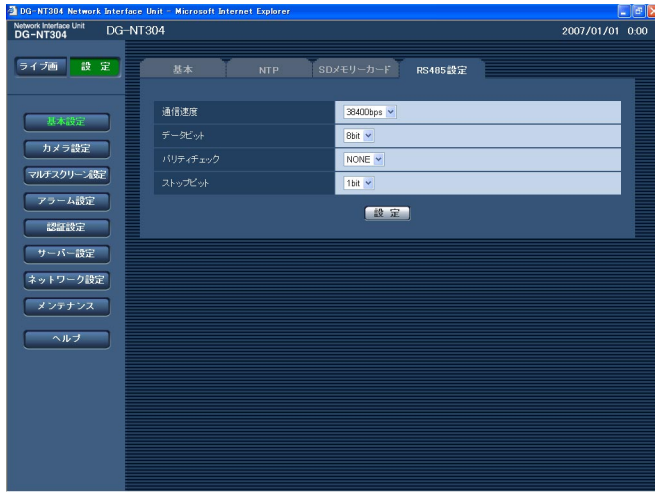 DG-NT304 Network Interface Unit - Microsoft Internet Explorer
Network Interface Unit
DG-NT304
DG-NT304
2007/01/01 0:00
ライブ画
設 定
基本
NTP
SDメモリーカード
RS485設定
基本設定
カメラ設定
マルチスクリーン設定
アラーム設定
認証設定
サーバー設定
ネットワーク設定
メンテナンス
ヘルプ
通信速度
38400bps
データビット
8bit
パリティチェック
NONE
ストップビット
1bit
設 定